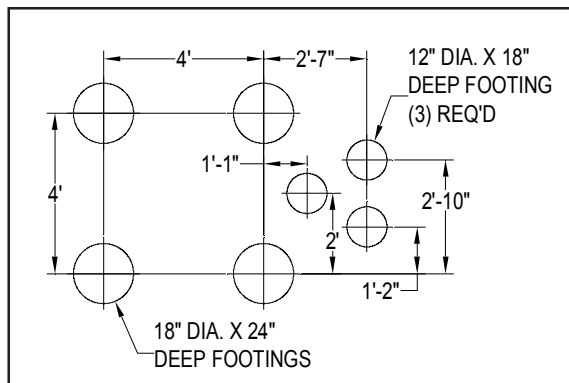 4'
2'-7"
12" DIA. X 18"
DEEP FOOTING
(3) REQ'D
1'-1"
4'
2'
2'-10"
1'-2"
18" DIA. X 24"
DEEP FOOTINGS